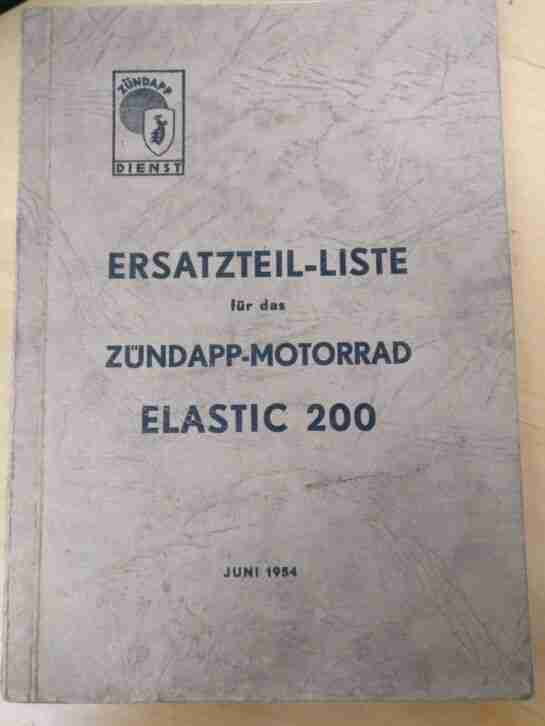 ZÜNDAPP
DIENST
ERSATZTEIL-LISTE
für das
ZÜNDAPP-MOTORRAD
ELASTIC 200
JUNI 1954